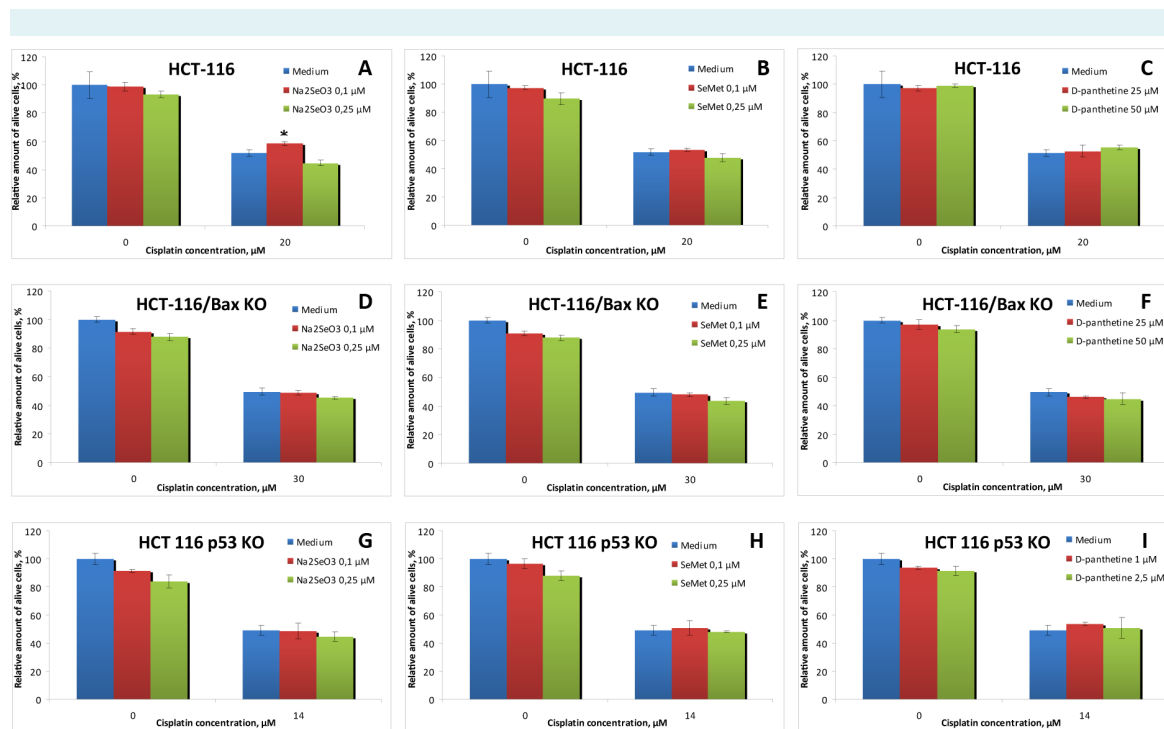 HCT-116
A
Medium
Na2SeO3 0,1 µM
Na2SeO3 0,25 µM
Relative amount of alive cells, %
120
100
80
60
40
20
0
*
0
20
Cisplatin concentration, µM
HCT-116
B
Medium
SeMet 0,1 µM
SeMet 0,25 µM
Relative amount of alive cells, %
120
100
80
60
40
20
0
0
20
Cisplatin concentration, µM
HCT-116
C
Medium
D-panthetine 25 µM
D-panthetine 50 µM
Relative amount of alive cells, %
120
100
80
60
40
20
0
0
20
Cisplatin concentration, µM
HCT-116/Bax KO
D
Medium
Na2SeO3 0,1 µM
Na2SeO3 0,25 µM
Relative amount of alive cells, %
120
100
80
60
40
20
0
0
30
Cisplatin concentration, µM
HCT-116/Bax KO
E
Medium
SeMet 0,1 µM
SeMet 0,25 µM
Relative amount of alive cells, %
120
100
80
60
40
20
0
0
30
Cisplatin concentration, µM
HCT-116/Bax KO
F
Medium
D-panthetine 25 µM
D-panthetine 50 µM
Relative amount of alive cells, %
120
100
80
60
40
20
0
0
30
Cisplatin concentration, µM
HCT 116 p53 KO
G
Medium
Na2SeO3 0,1 µM
Na2SeO3 0,25 µM
Relative amount of alive cells, %
120
100
80
60
40
20
0
0
14
Cisplatin concentration, µM
HCT 116 p53 KO
H
Medium
SeMet 0,1 µM
SeMet 0,25 µM
Relative amount of alive cells, %
120
100
80
60
40
20
0
0
14
Cisplatin concentration, µM
HCT 116 p53 KO
I
Medium
D-panthetine 1 µM
D-panthetine 2,5 µM
Relative amount of alive cells, %
120
100
80
60
40
20
0
0
14
Cisplatin concentration, µM